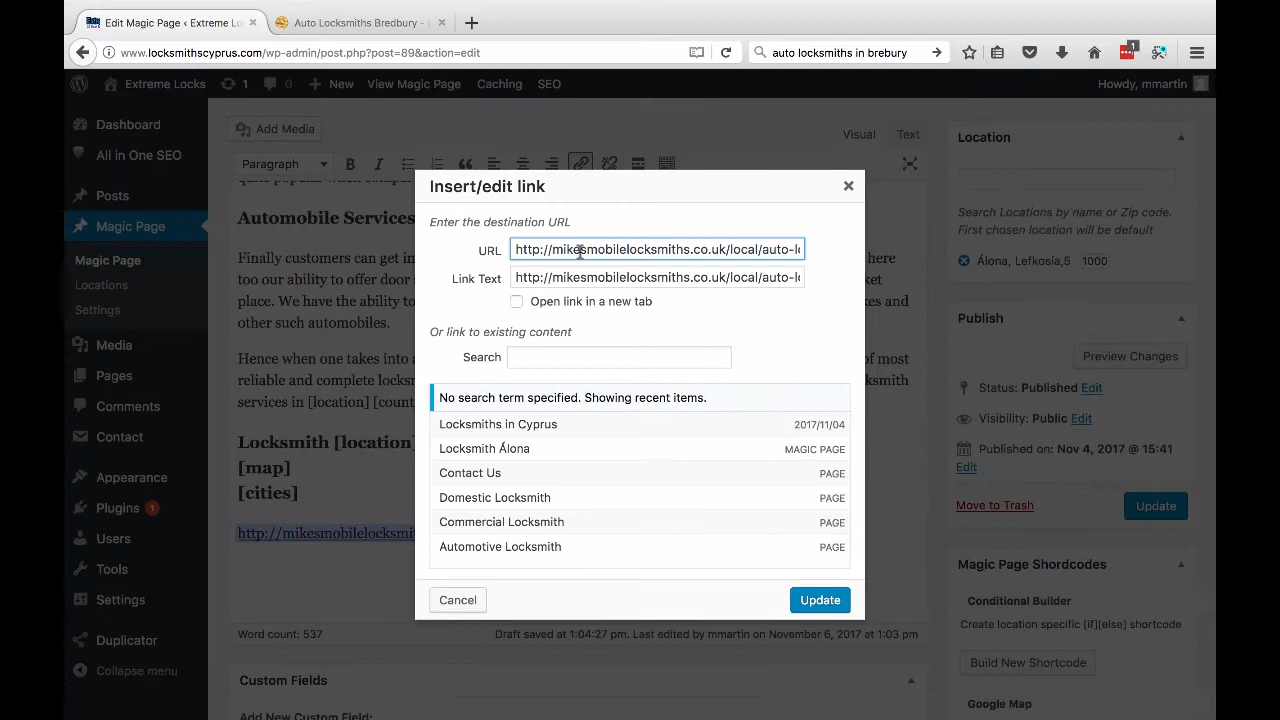 Edit Magic Page ‹ Extreme Lo
Auto Locksmiths Bredbury -
www.locksmithscyprus.com/wp-admin/post.php?post=89&action=edit
auto locksmiths in brebury
1
Extreme Locks
1
0
New
View Magic Page
Caching
SEO
Howdy, mmartin
Dashboard
All in One SEO
Posts
Magic Page
Magic Page
Locations
Settings
Media
Pages
Comments
Contact
Appearance
Plugins 1
Users
Tools
Settings
Duplicator
Collapse menu
Add Media
Visual
Text
Paragraph
B
I
Automobile Services
Finally customers can get i
too our ability to offer door
place. We have the ability t
other such automobiles.
Hence when one takes into a
reliable and complete locks
services in [location] [count
Locksmith [location]
[map]
[cities]
http://mikesmobilelocksm
here
ket
and
of most
ksmith
Word count: 537
Draft saved at 1:04:27 pm. Last edited by mmartin on November 6, 2017 at 1:03 pm
Custom Fields
Add New Custom Field:
Insert/edit link
Enter the destination URL
URL
http://mikesmobilelocksmiths.co.uk/local/auto-l
Link Text
http://mikesmobilelocksmiths.co.uk/local/auto-l
Open link in a new tab
Or link to existing content
Search
No search term specified. Showing recent items.
Locksmiths in Cyprus 2017/11/04
Locksmith Álona MAGIC PAGE
Contact Us PAGE
Domestic Locksmith PAGE
Commercial Locksmith PAGE
Automotive Locksmith PAGE
Cancel
Update
Location
Search Locations by name or Zip code.
First chosen location will be default
Álona, Lefkosía,5 1000
Publish
Preview Changes
Status: Published Edit
Visibility: Public Edit
Published on: Nov 4, 2017 @ 15:41
Edit
Move to Trash
Update
Magic Page Shordcodes
Conditional Builder
Create location specific [if][else] shortcode
Build New Shortcode
Google Map